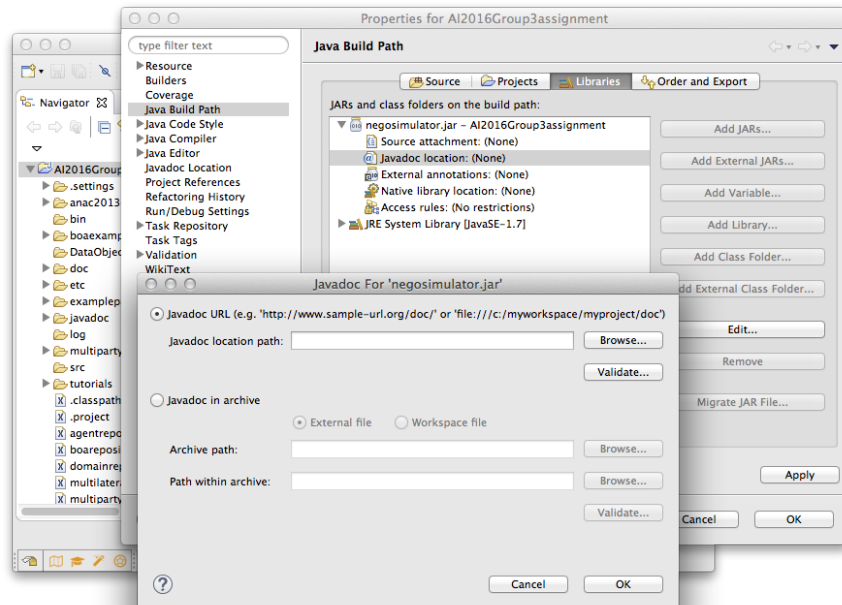 Properties for AI2016Group3assignment
type filter text
Java Build Path
Resource
Builders
Coverage
Java Build Path
Java Code Style
Java Compiler
Java Editor
Javadoc Location
Project References
Refactoring History
Run/Debug Settings
Task Repository
Task Tags
Validation
WikiText
Source
Projects
Libraries
Order and Export
JARs and class folders on the build path:
negosimulator.jar - AI2016Group3assignment
Source attachment: (None)
Javadoc location: (None)
External annotations: (None)
Native library location: (None)
Access rules: (No restrictions)
JRE System Library [JavaSE-1.7]
Add JARs...
Add External JARs...
Add Variable...
Add Library...
Add Class Folder...
dd External Class Folder...
Edit...
Remove
Migrate JAR File...
Apply
Cancel
OK
Navigator
AI2016Group
.settings
anac2013
bin
boaexamp
DataObjec
doc
etc
examplep
javadoc
log
multiparty
src
tutorials
.classpath
.project
agentrepo
boareposi
domainrep
multilatera
multiparty
Javadoc For 'negosimulator.jar'
Javadoc URL (e.g. 'http://www.sample-url.org/doc/' or 'file:///c:/myworkspace/myproject/doc')
Javadoc location path:
Browse...
Validate...
Javadoc in archive
External file
Workspace file
Archive path:
Browse...
Path within archive:
Browse...
Validate...
?
Cancel
OK